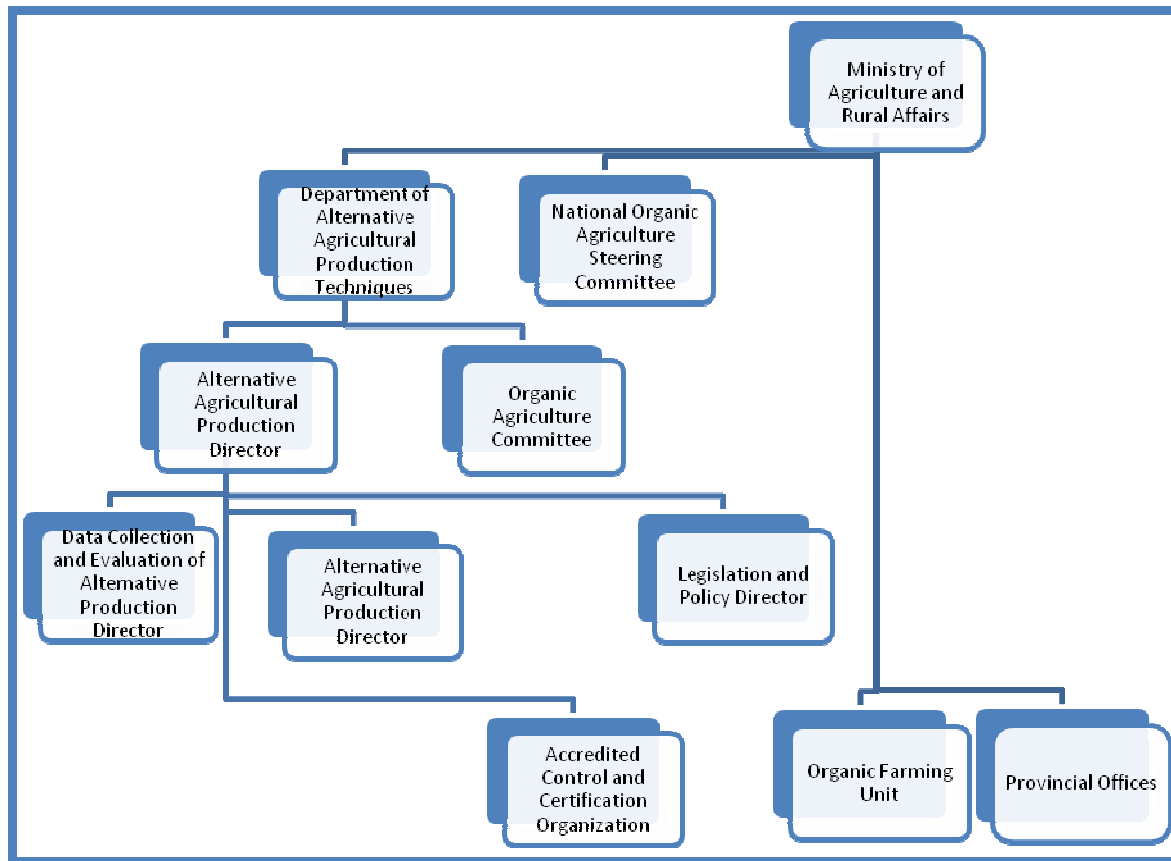 Ministry of
Agriculture and
Rural Affairs
Department of
Alternative
Agricultural
Production
Techniques
National Organic
Agriculture
Steering
Committee
Alternative
Agricultural
Production
Director
Organic
Agriculture
Committee
Data Collection
and Evaluation of
Alternative
Production
Director
Alternative
Agricultural
Production
Director
Legislation and
Policy Director
Accredited
Control and
Certification
Organization
Organic Farming
Unit
Provincial Offices